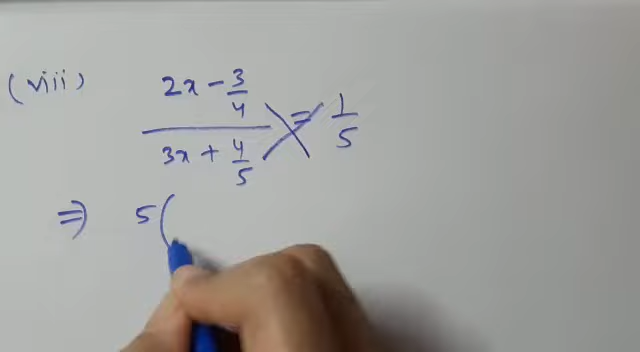 (viii) (2x - 3/4) / (3x + 4/5) = 1/5
⇒ 5(